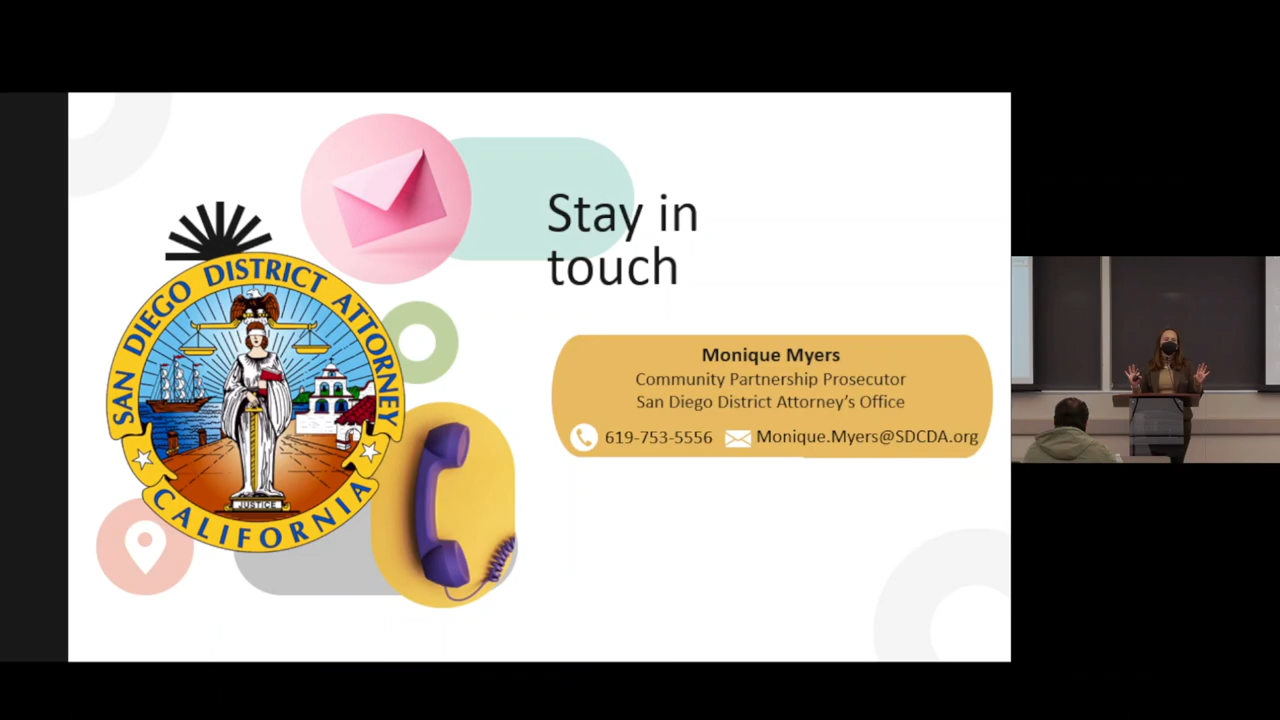 Stay in
touch
SAN DIEGO DISTRICT ATTORNEY
CALIFORNIA
JUSTICE
Monique Myers
Community Partnership Prosecutor
San Diego District Attorney's Office
619-753-5556 Monique.Myers@SDCDA.org